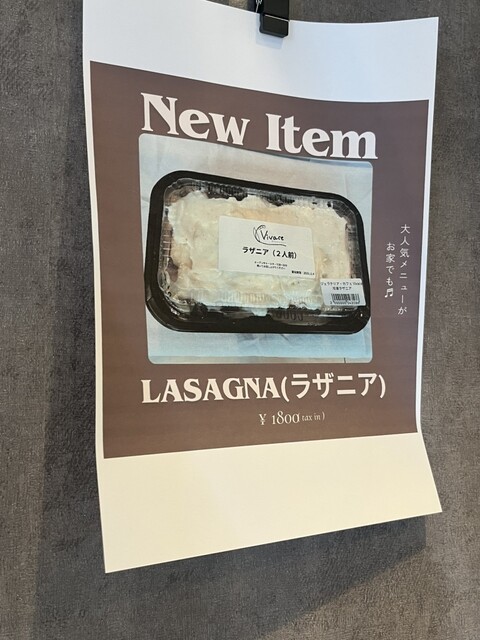 New Item
Vivace
ラザニア（2人前）
大人気メニューが
お家でも♬
LASAGNA(ラザニア)
¥ 1800 tax in )